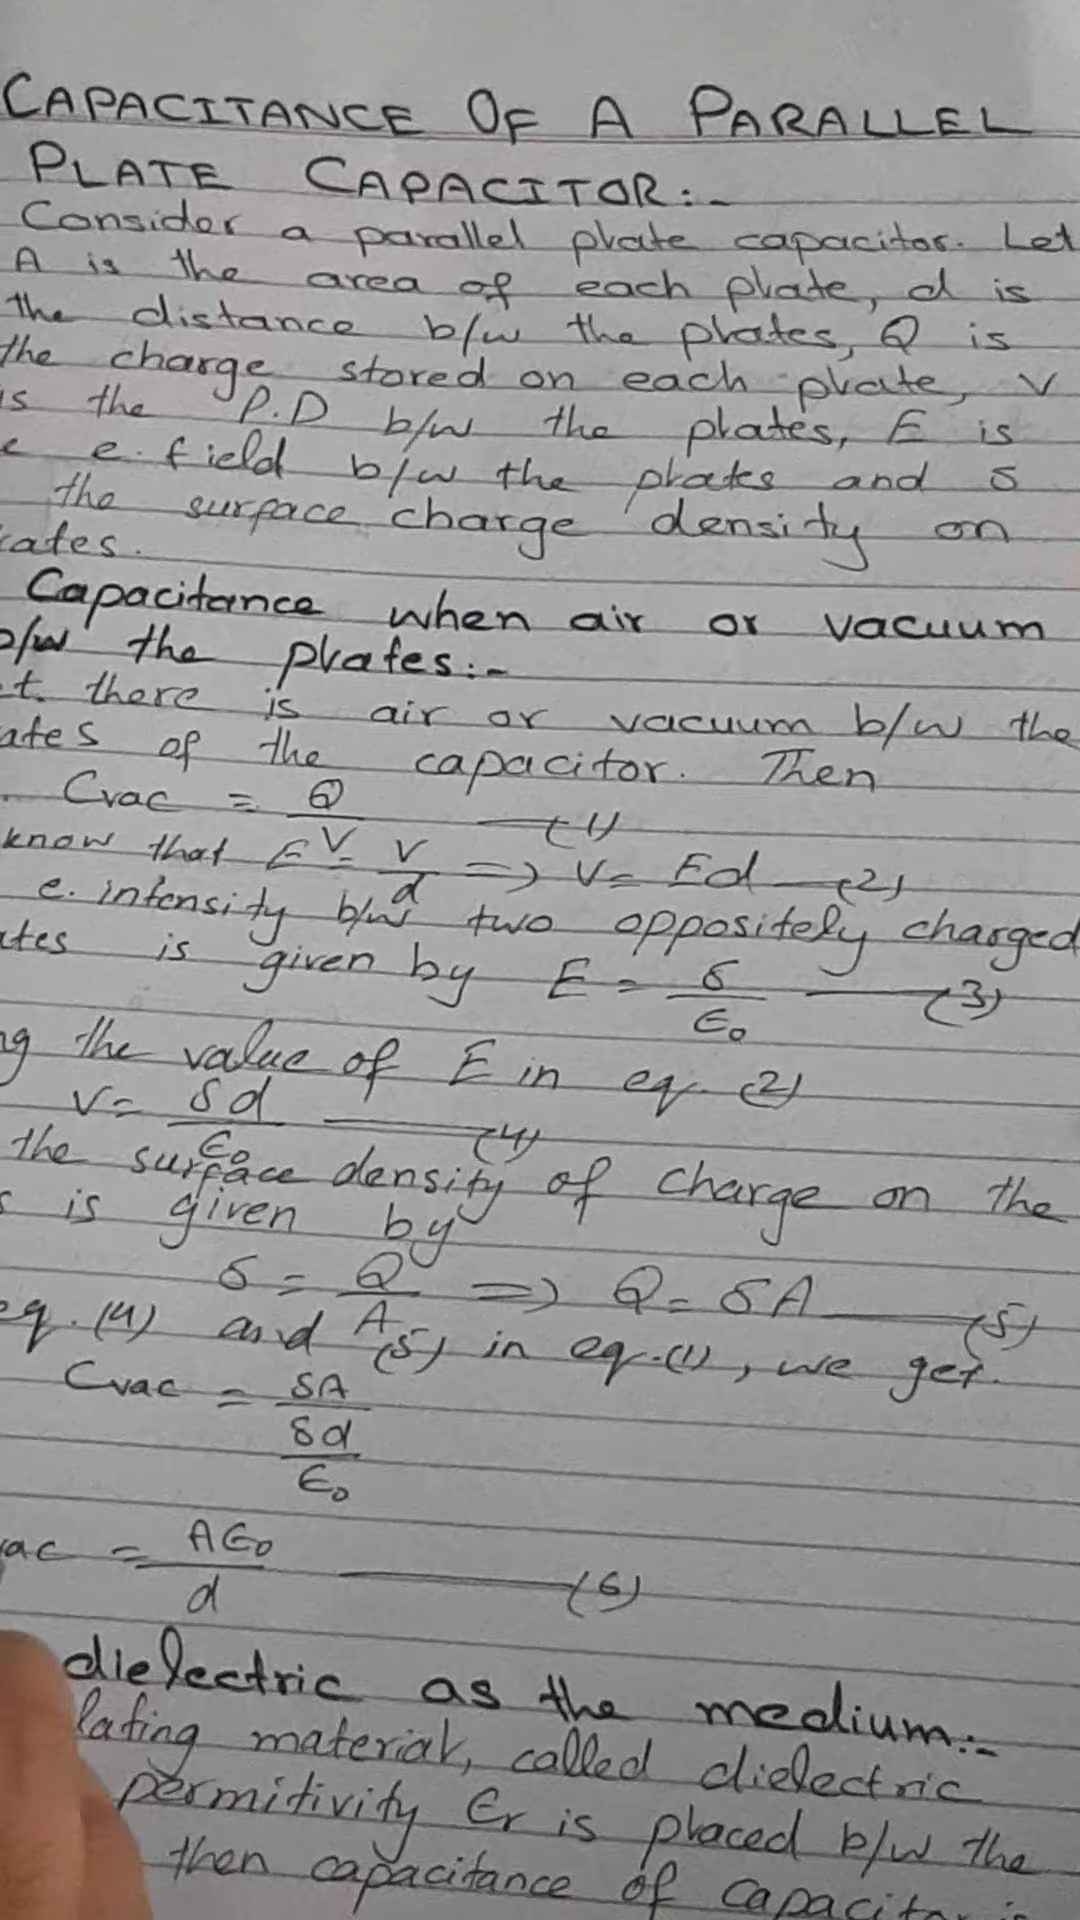 CAPACITANCE OF A PARALLEL
PLATE CAPACITOR:-
Consider a parallel plate capacitor. Let
A is the area of each plate, d is
the distance b/w the plates, Q is
the charge stored on each plate, V
is the P.D b/w the plates, E is
e e. field b/w the plates and δ
the surface charge density on
ates.
Capacitance when air or vacuum
b/w the plates:-
t there is air or vacuum b/w the
ates of the capacitor. Then
Cvac = Q/V —(1)
know that E = V/d => V = Ed —(2)
e. intensity b/w two oppositely charged
ates is given by E = δ/ε₀ —(3)
ng the value of E in eq. (2)
V = δd/ε₀ —(4)
the surface density of charge on the
s is given by
δ = Q/A => Q = δA —(5)
eq. (4) and (5) in eq.(1), we get.
Cvac = δA/δd/ε₀
ac = Aε₀/d —(6)
dielectric as the medium:-
lating material, called dielectric
permitivity εr is placed b/w the
then capacitance of capacitor is